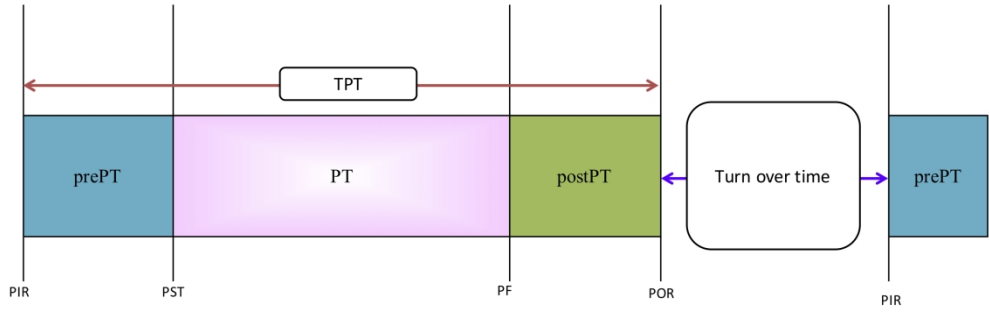 TPT
prePT
PT
postPT
Turn over time
prePT
PIR
PST
PF
POR
PIR